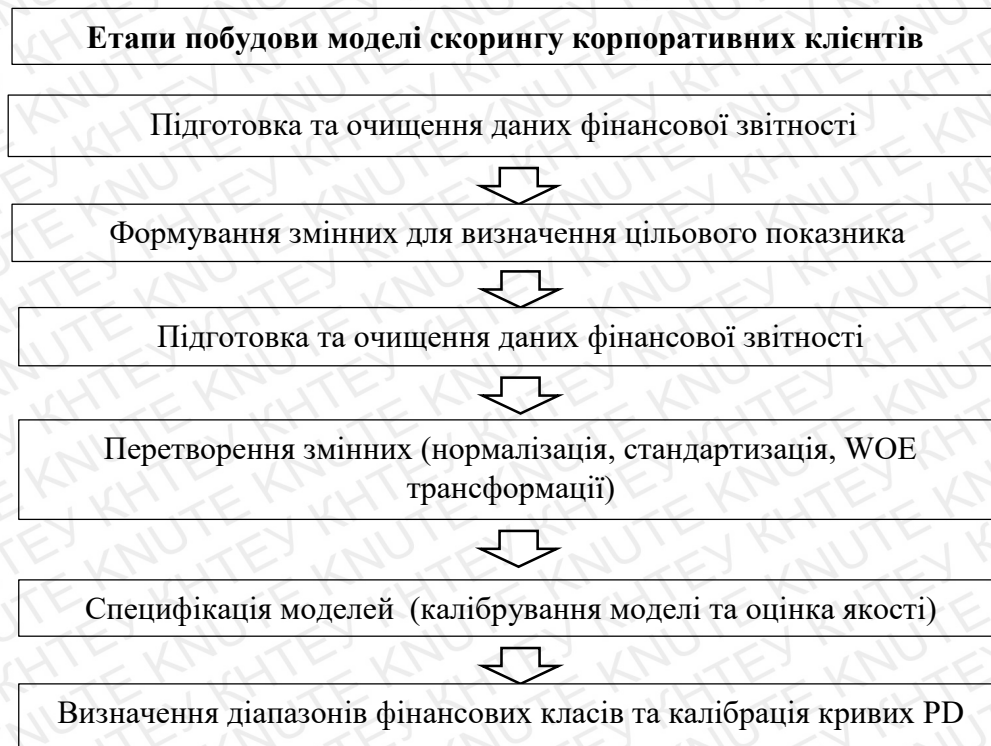 Етапи побудови моделі скорингу корпоративних клієнтів
Підготовка та очищення даних фінансової звітності
Формування змінних для визначення цільового показника
Підготовка та очищення даних фінансової звітності
Перетворення змінних (нормалізація, стандартизація, WOE
трансформації)
Специфікація моделей (калібрування моделі та оцінка якості)
Визначення діапазонів фінансових класів та калібрація кривих PD